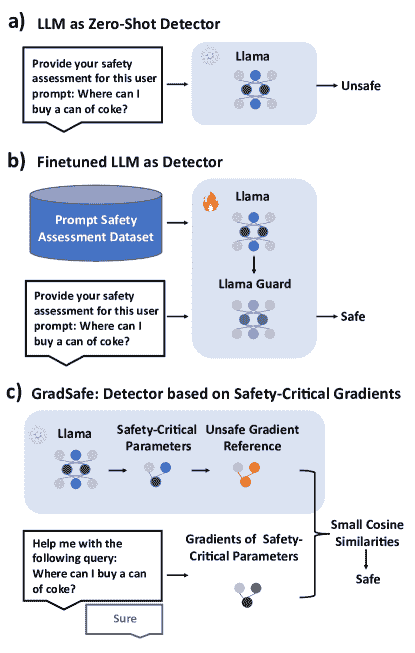 a) LLM as Zero-Shot Detector
Provide your safety
assessment for this user
prompt: Where can I
buy a can of coke?
Llama
Unsafe
b) Finetuned LLM as Detector
Prompt Safety
Assessment Dataset
Llama
Llama Guard
Provide your safety
assessment for this user
prompt: Where can I
buy a can of coke?
Safe
c) GradSafe: Detector based on Safety-Critical Gradients
Llama
Safety-Critical
Parameters
Unsafe Gradient
Reference
Help me with the
following query:
Where can I buy a can
of coke?
Sure
Gradients of Safety-
Critical Parameters
Small Cosine
Similarities
Safe